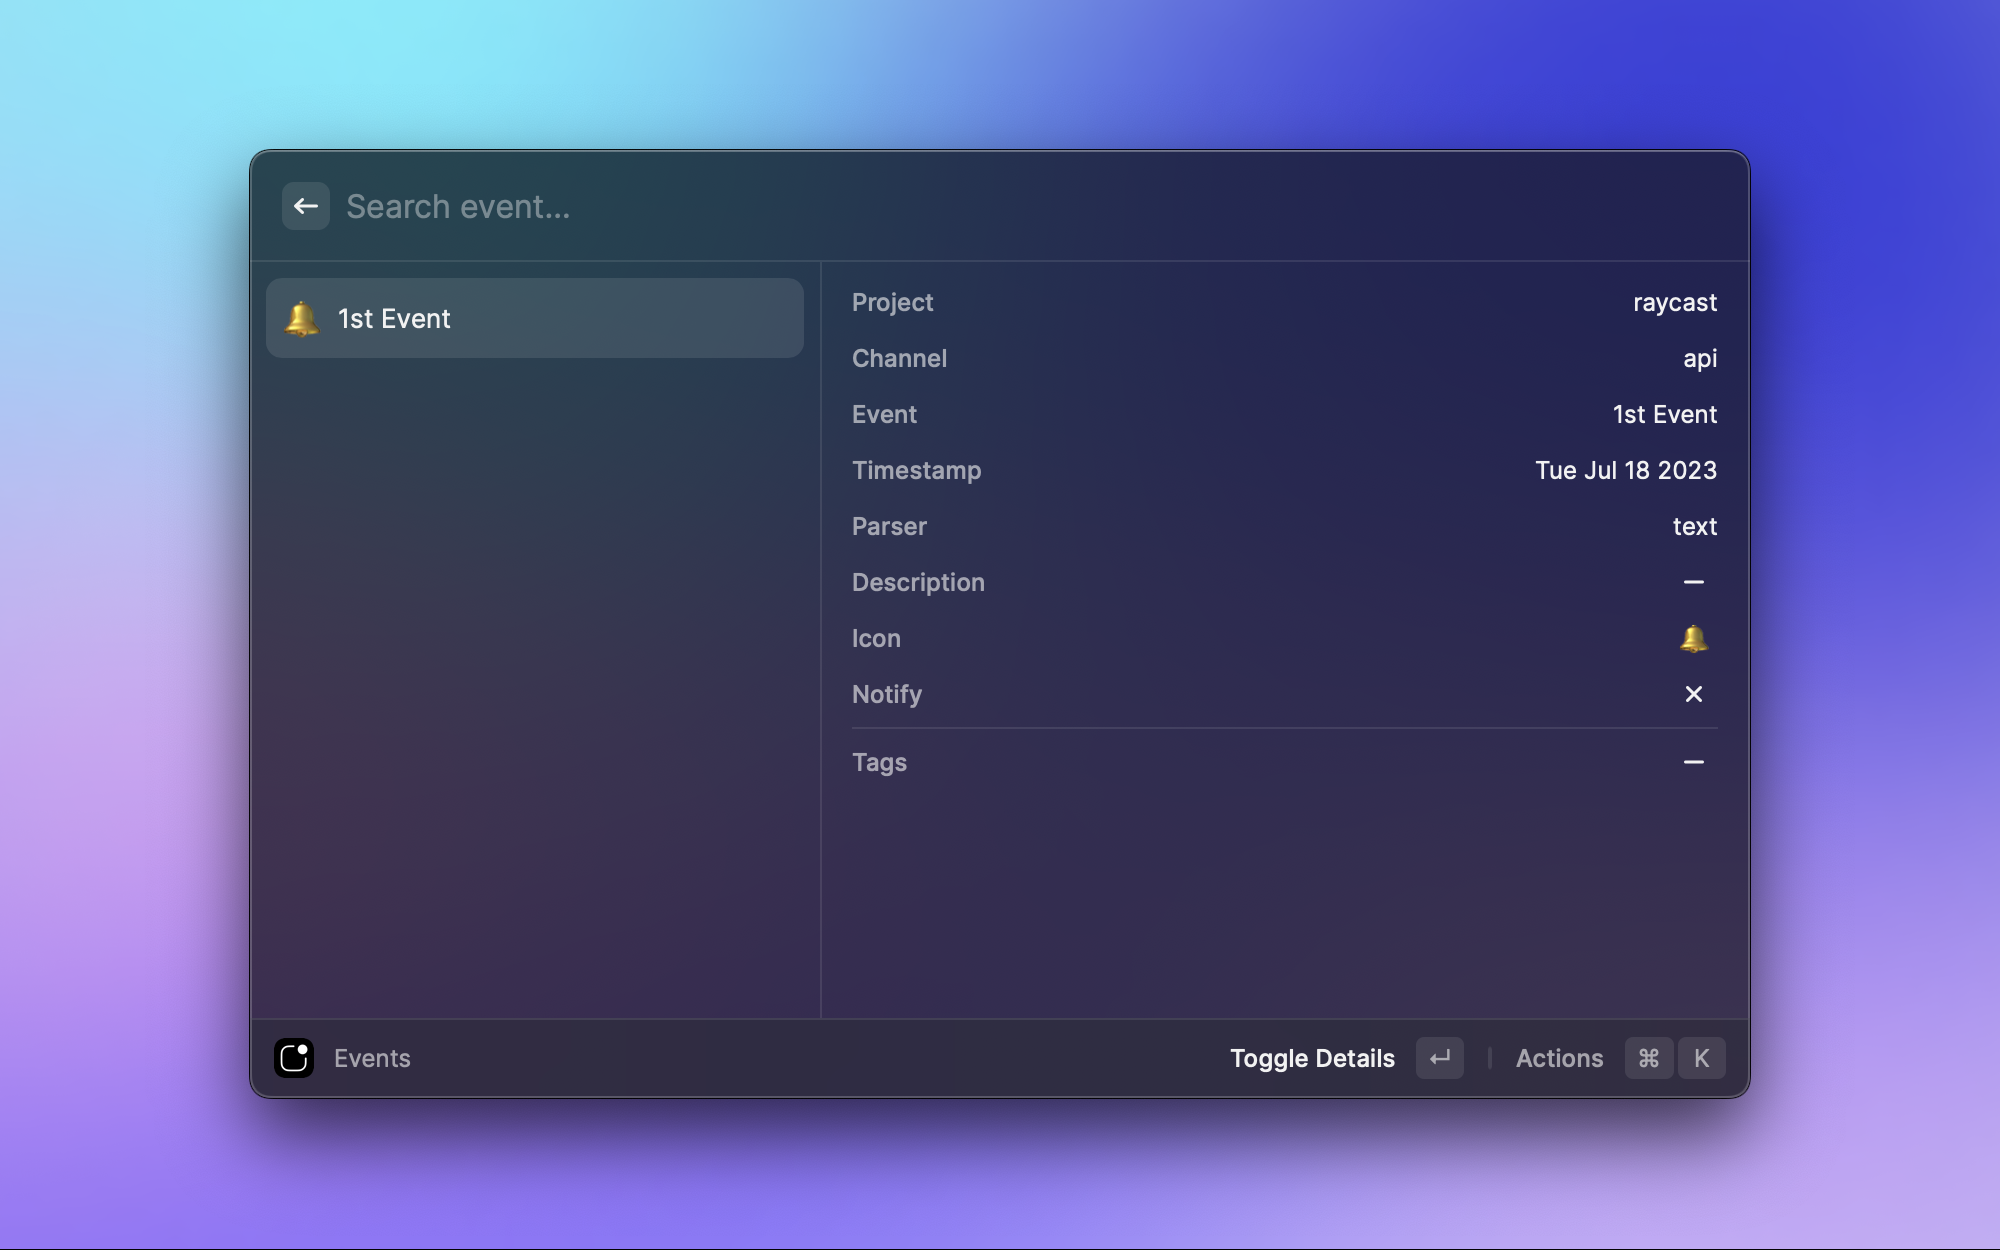 Search event...
1st Event
Project raycast
Channel api
Event 1st Event
Timestamp Tue Jul 18 2023
Parser text
Description —
Icon 🔔
Notify ✕
Tags —
Events Toggle Details ↵ Actions ⌘ K